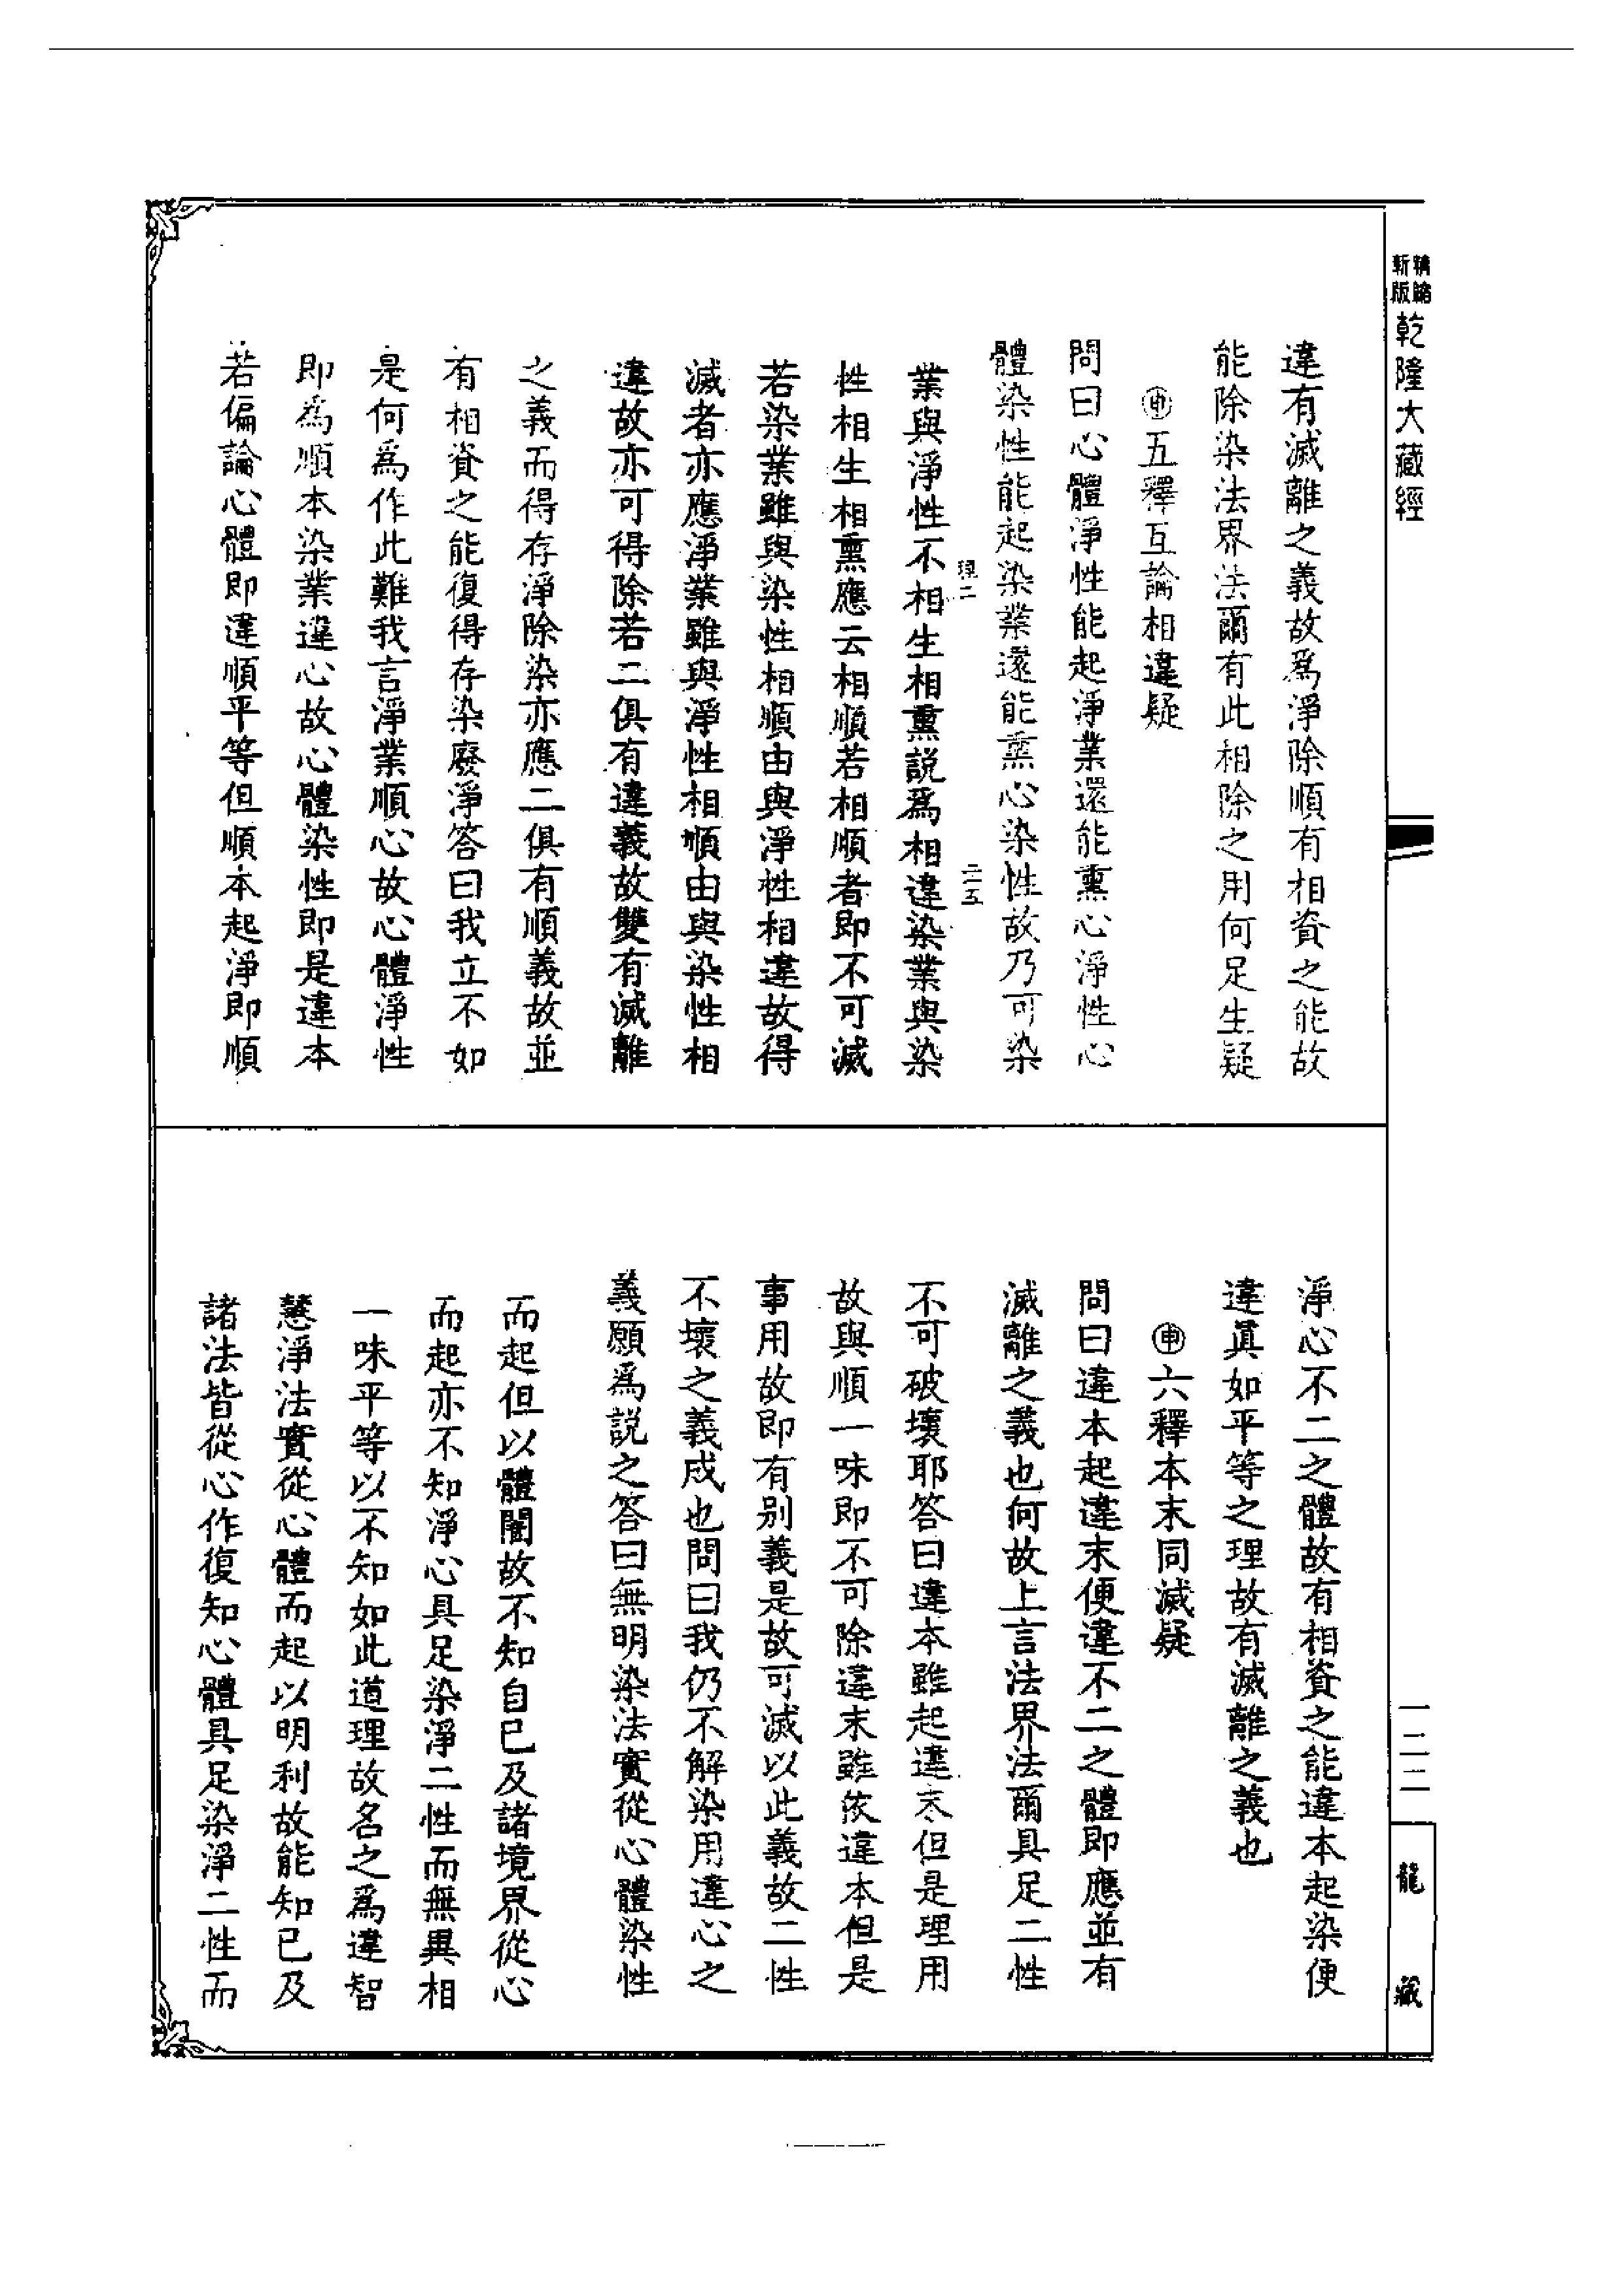 精縮
新版
乾隆大藏經
違有滅離之義故爲淨除順有相資之能故
能除染法界法爾有此相除之用何足生疑
㊥五釋互論相違疑
問曰心體淨性能起淨業還能熏心淨性心
體染性能起染業還能熏心染性故乃可染
業與淨性不相生相熏説爲相違染業與染
性相生相熏應云相順若相順者即不可滅
若染業雖與染性相順由與淨性相違故得
滅者亦應淨業雖與淨性相順由與染性相
違故亦可得除若二俱有違義故雙有滅離
之義而得存淨除染亦應二俱有順義故並
有相資之能復得存染廢淨答曰我立不如
是何爲作此難我言淨業順心故心體淨性
即爲順本染業違心故心體染性即是違本
若偏論心體即違順平等但順本起淨即順
淨心不二之體故有相資之能違本起染便
違眞如平等之理故有滅離之義也
六釋本末同滅疑
問曰違本起違末便違不二之體即應並有
滅離之義也何故上言法界法爾具足二性
不可破壞耶答曰違本雖起違末但是理用
故與順一味即不可除違末雖依違本但是
事用故即有别義是故可滅以此義故二性
不壞之義成也問曰我仍不解染用違心之
義願爲説之答曰無明染法實從心體染性
而起但以體闇故不知自已及諸境界從心
而起亦不知淨心具足染淨二性而無異相
一味平等以不知如此道理故名之爲違智
慧淨法實從心體而起以明利故能知已及
諸法皆從心作復知心體具足染淨二性而
一二二
龍藏